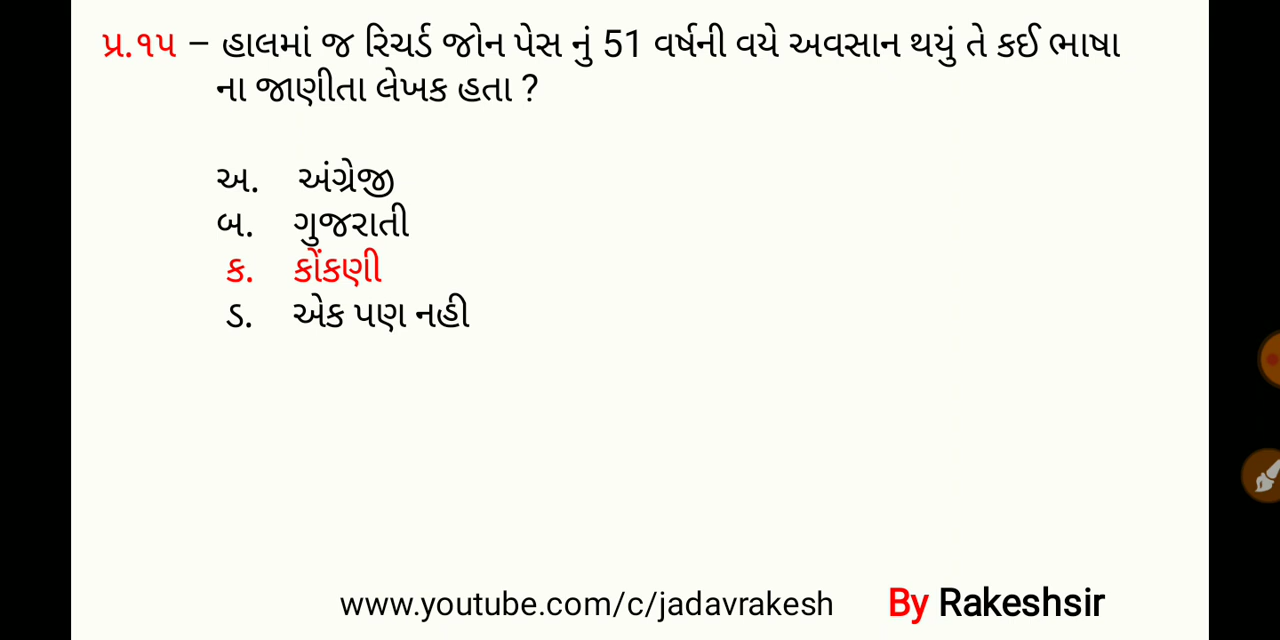 પ્ર.૧૫ – હાલમાં જ રિચર્ડ જોન પેસ નું 51 વર્ષની વયે અવસાન થયું તે કઈ ભાષા
ના જાણીતા લેખક હતા ?
અ. અંગ્રેજી
બ. ગુજરાતી
ક. કોંકણી
ડ. એક પણ નહી
www.youtube.com/c/jadavrakesh By Rakeshsir